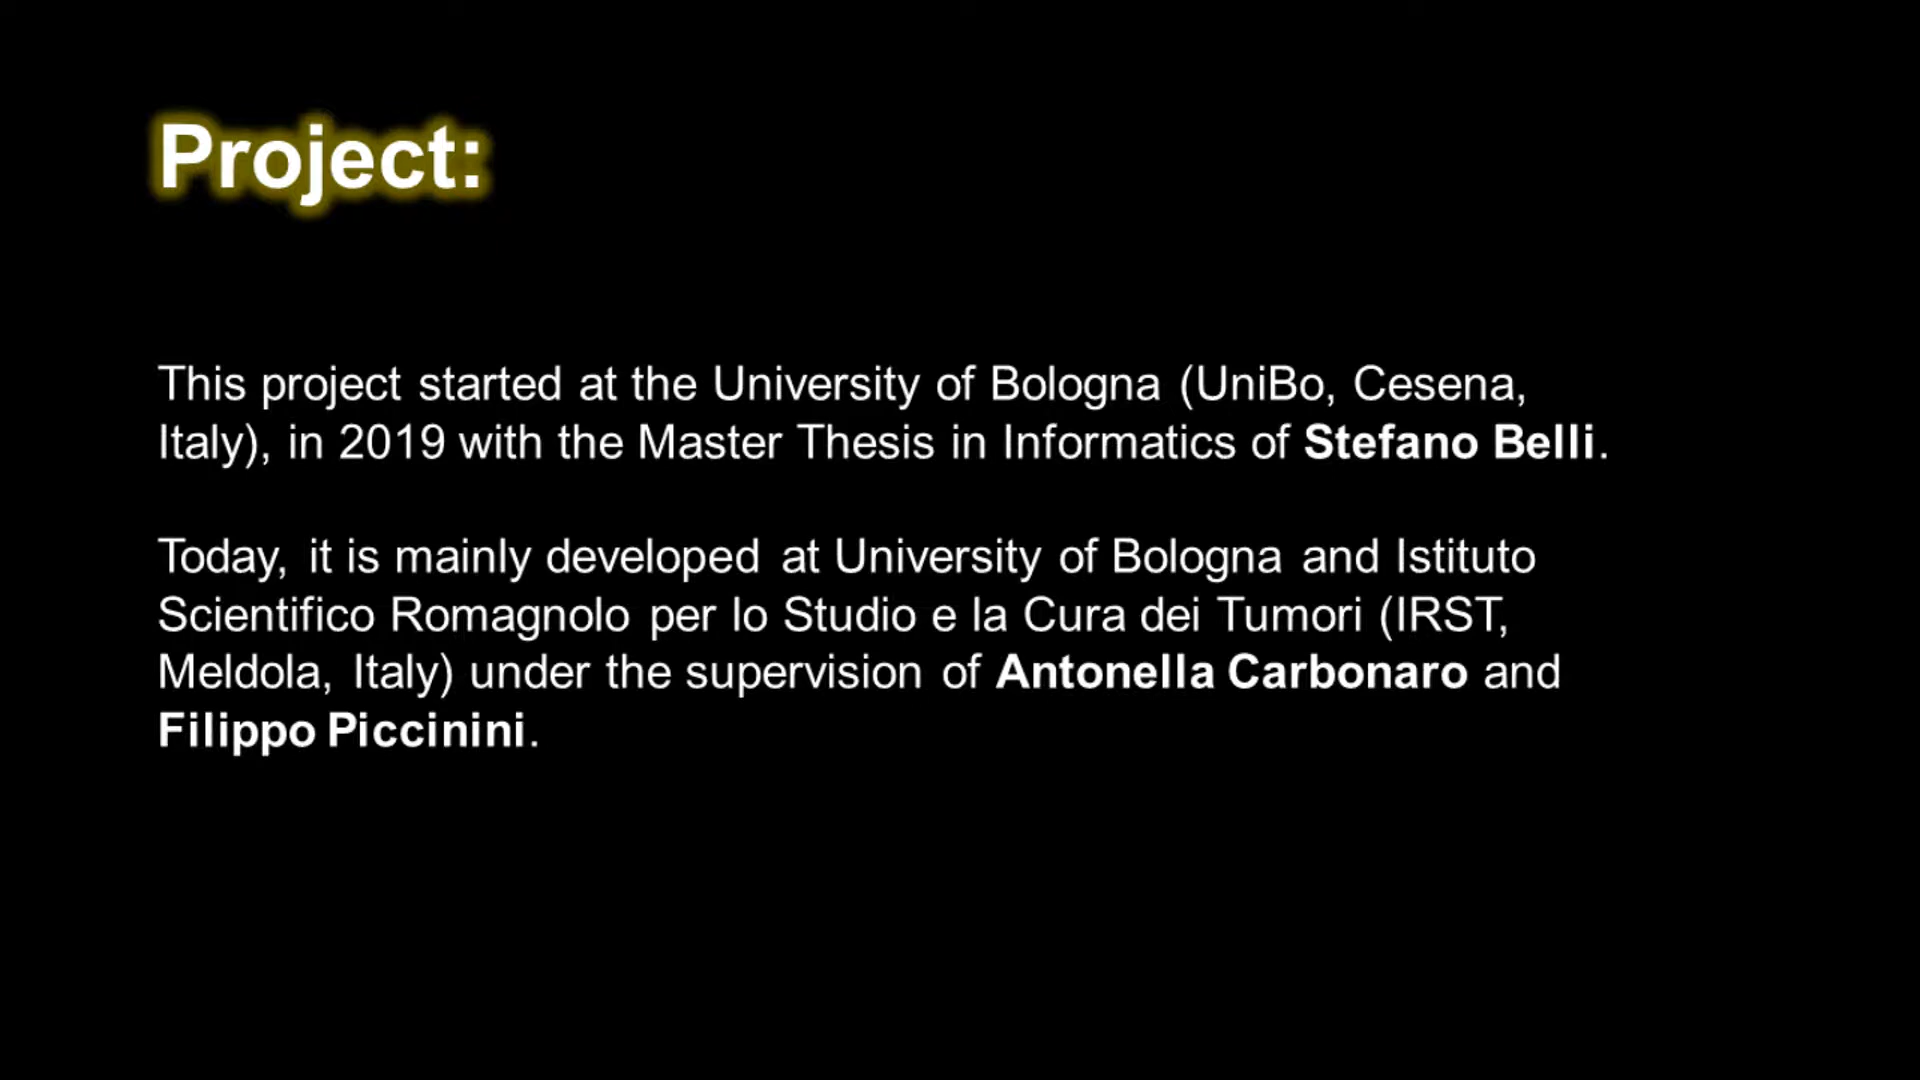 Project:
This project started at the University of Bologna (UniBo, Cesena,
Italy), in 2019 with the Master Thesis in Informatics of Stefano Belli.
Today, it is mainly developed at University of Bologna and Istituto
Scientifico Romagnolo per lo Studio e la Cura dei Tumori (IRST,
Meldola, Italy) under the supervision of Antonella Carbonaro and
Filippo Piccinini.